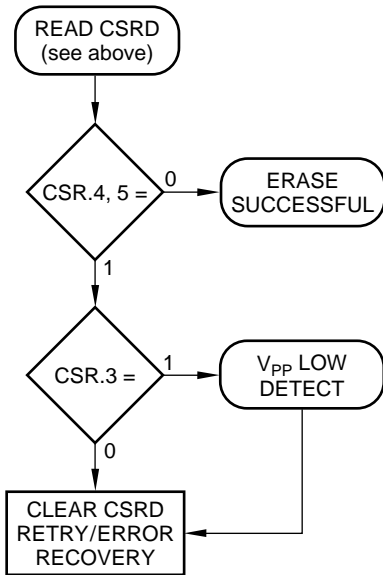 READ CSRD
(see above)
CSR.4, 5 =
0
ERASE
SUCCESSFUL
1
CSR.3 =
1
VPP LOW
DETECT
0
CLEAR CSRD
RETRY/ERROR
RECOVERY